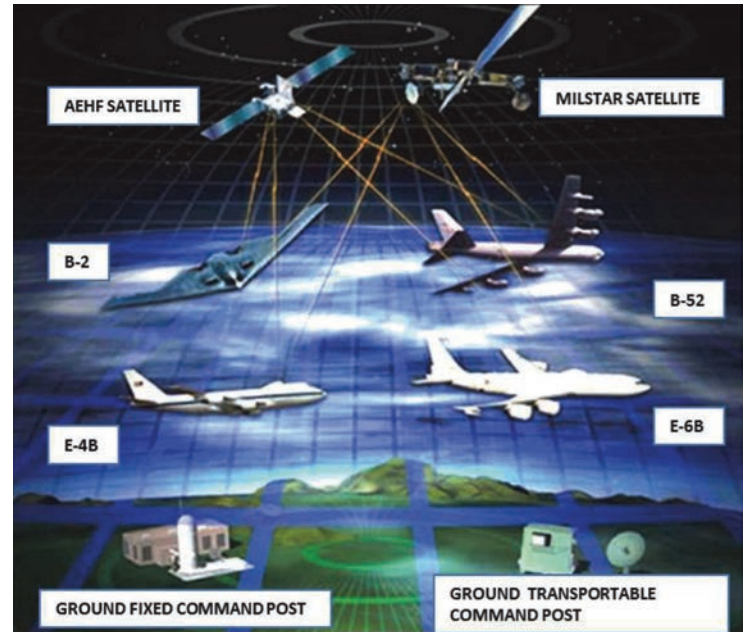 AEHF SATELLITE
MILSTAR SATELLITE
B-2
B-52
E-4B
E-6B
GROUND FIXED COMMAND POST
GROUND TRANSPORTABLE
COMMAND POST